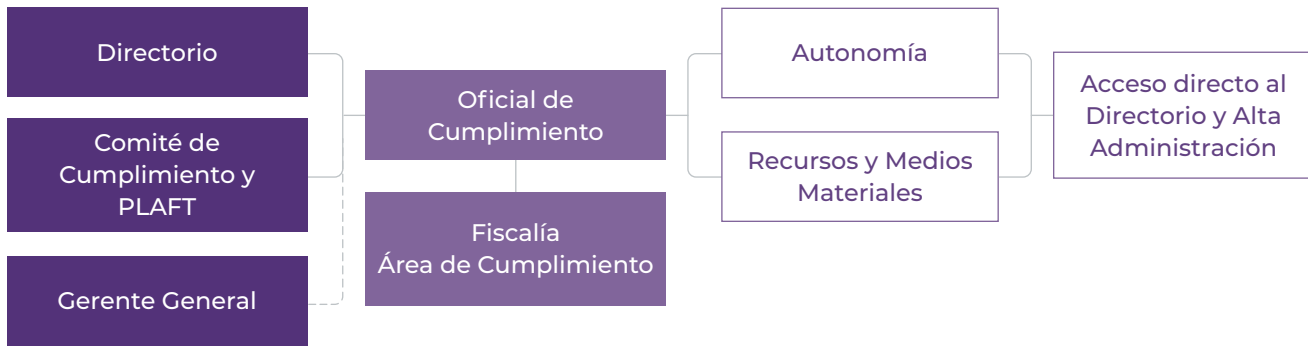 Directorio
Comité de
Cumplimiento y
PLAFT
Gerente General
Oficial de
Cumplimiento
Fiscalía
Área de Cumplimiento
Autonomía
Recursos y Medios
Materiales
Acceso directo al
Directorio y Alta
Administración